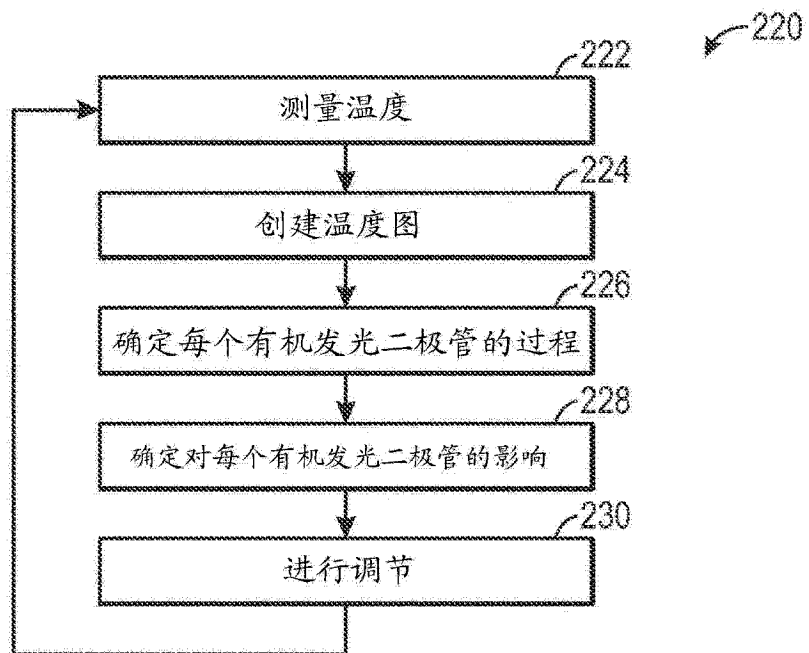 220
222
测量温度
224
创建温度图
226
确定每个有机发光二极管的过程
228
确定对每个有机发光二极管的影响
230
进行调节